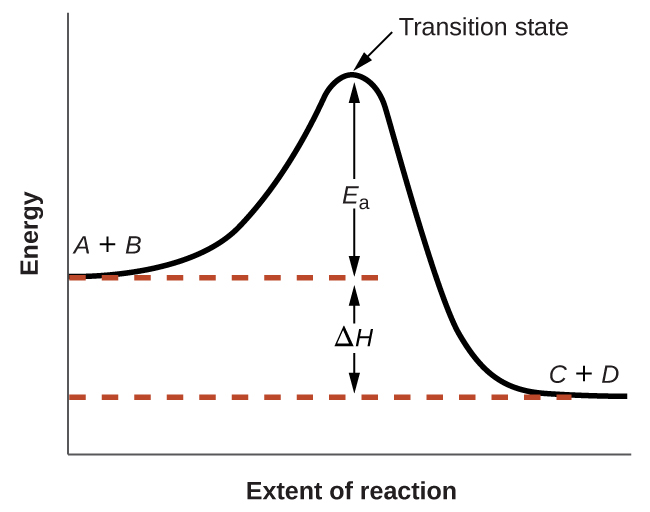 Transition state
Eₐ
A + B
Energy
ΔH
C + D
Extent of reaction